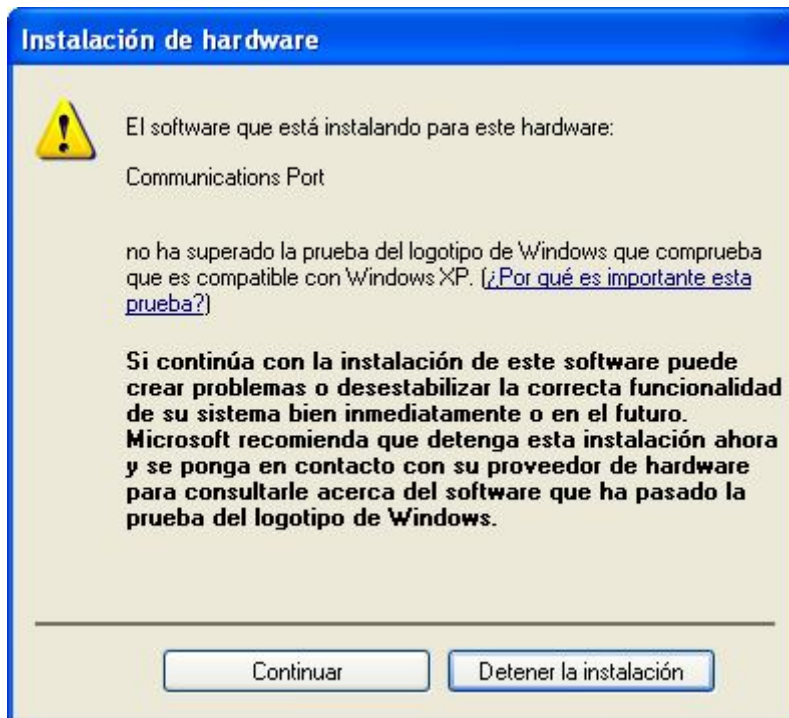 Instalación de hardware
El software que está instalando para este hardware:
Communications Port
no ha superado la prueba del logotipo de Windows que comprueba
que es compatible con Windows XP. (¿Por qué es importante esta
prueba?)
Si continúa con la instalación de este software puede
crear problemas o desestabilizar la correcta funcionalidad
de su sistema bien inmediatamente o en el futuro.
Microsoft recomienda que detenga esta instalación ahora
y se ponga en contacto con su proveedor de hardware
para consultarle acerca del software que ha pasado la
prueba del logotipo de Windows.
Continuar
Detener la instalación